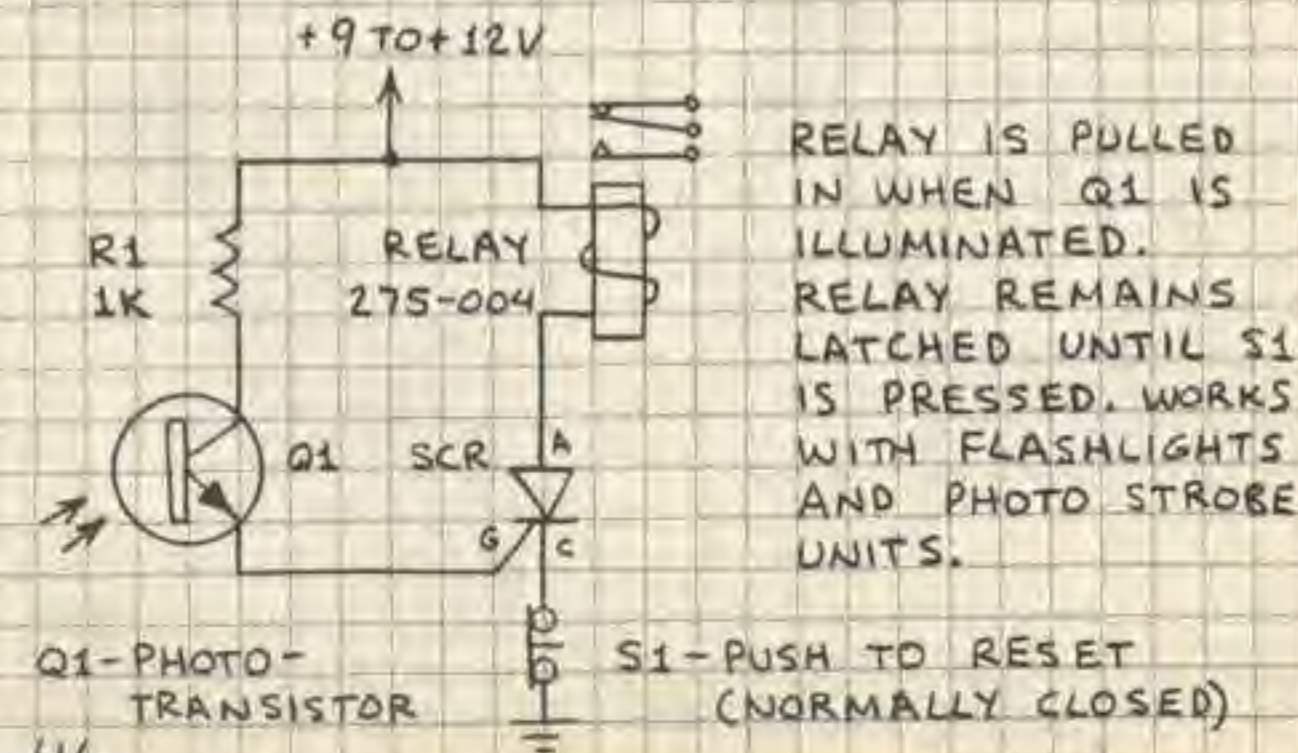 +9 TO +12V
R1
1K
RELAY
275-004
RELAY IS PULLED
IN WHEN Q1 IS
ILLUMINATED.
RELAY REMAINS
LATCHED UNTIL S1
IS PRESSED. WORKS
WITH FLASHLIGHTS
AND PHOTO STROBE
UNITS.
Q1
SCR
A
G
C
Q1-PHOTO-
TRANSISTOR
S1-PUSH TO RESET
(NORMALLY CLOSED)